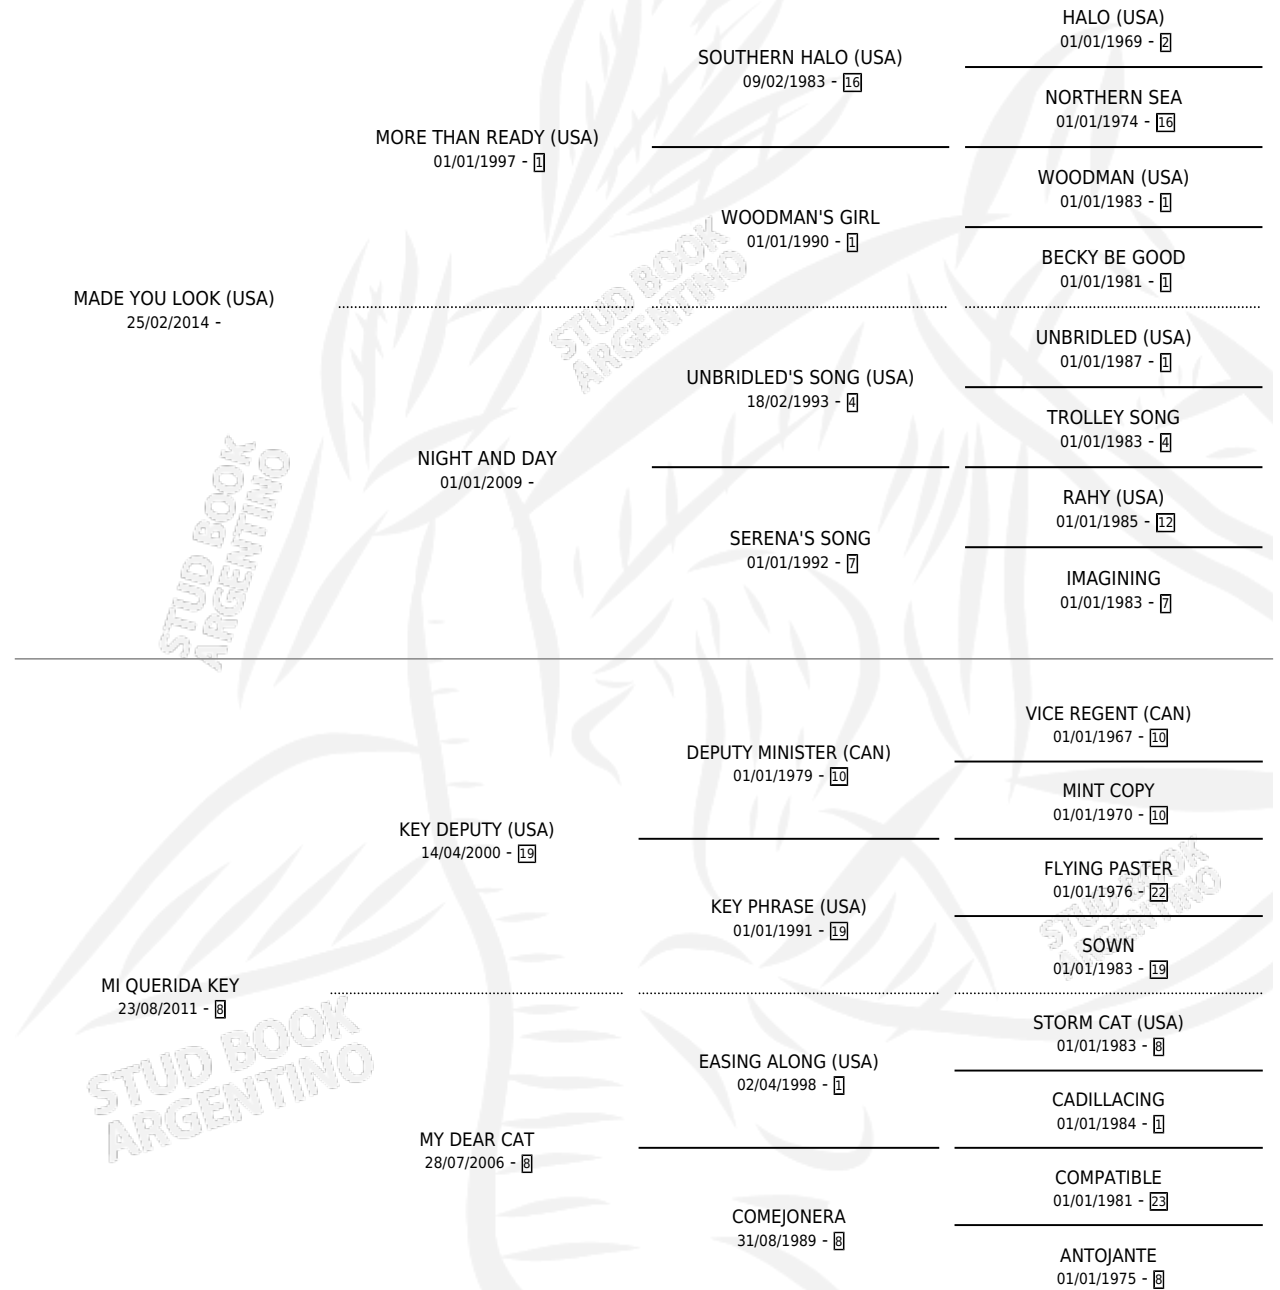 HALO (USA)
01/01/1969 - 2
SOUTHERN HALO (USA)
09/02/1983 - 16
NORTHERN SEA
01/01/1974 - 16
MORE THAN READY (USA)
01/01/1997 - 1
WOODMAN (USA)
01/01/1983 - 1
WOODMAN'S GIRL
01/01/1990 - 1
BECKY BE GOOD
01/01/1981 - 1
MADE YOU LOOK (USA)
25/02/2014 -
UNBRIDLED (USA)
01/01/1987 - 1
UNBRIDLED'S SONG (USA)
18/02/1993 - 4
TROLLEY SONG
01/01/1983 - 4
NIGHT AND DAY
01/01/2009 -
RAHY (USA)
01/01/1985 - 12
SERENA'S SONG
01/01/1992 - 7
IMAGINING
01/01/1983 - 7
VICE REGENT (CAN)
01/01/1967 - 10
DEPUTY MINISTER (CAN)
01/01/1979 - 10
MINT COPY
01/01/1970 - 10
KEY DEPUTY (USA)
14/04/2000 - 19
FLYING PASTER
01/01/1976 - 22
KEY PHRASE (USA)
01/01/1991 - 19
SOWN
01/01/1983 - 19
MI QUERIDA KEY
23/08/2011 - 8
STORM CAT (USA)
01/01/1983 - 8
EASING ALONG (USA)
02/04/1998 - 1
CADILLACING
01/01/1984 - 1
MY DEAR CAT
28/07/2006 - 8
COMPATIBLE
01/01/1981 - 23
COMEJONERA
31/08/1989 - 8
ANTOJANTE
01/01/1975 - 8
STUD BOOK
ARGENTINO
STUD BOOK
ARGENTINO
STUD BOOK
ARGENTINO
STUD BOOK
ARGENTINO